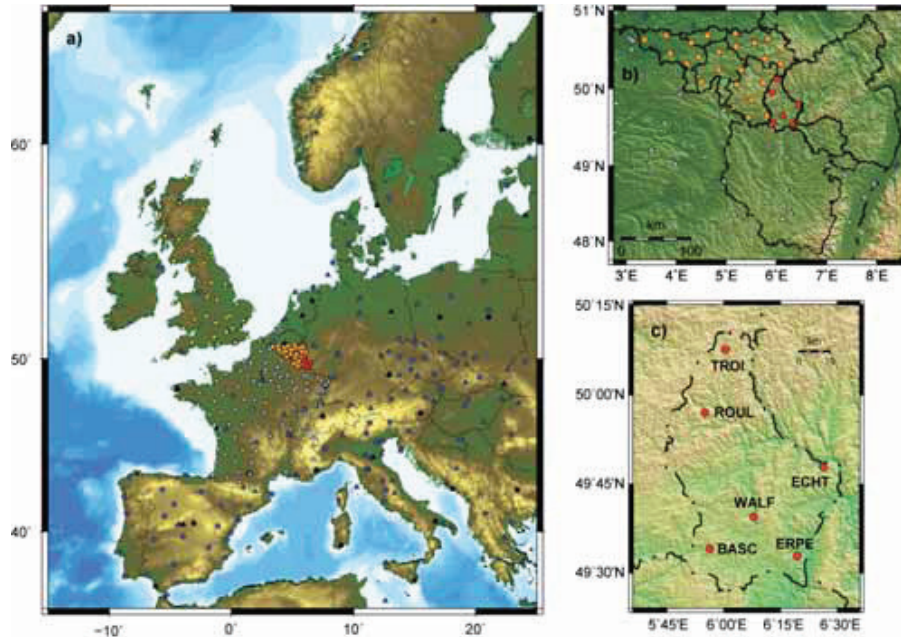 a)
60˚
50˚
40˚
−10˚ 0˚ 10˚ 20˚
51˚N
b)
50˚N
49˚N
km
48˚N
0 100
3˚E 4˚E 5˚E 6˚E 7˚E 8˚E
50˚15'N
c)
km
TROI
50˚00'N
ROUL
ECHT
49˚45'N
WALF
BASC
ERPE
49˚30'N
5˚45'E 6˚00'E 6˚15'E 6˚30'E